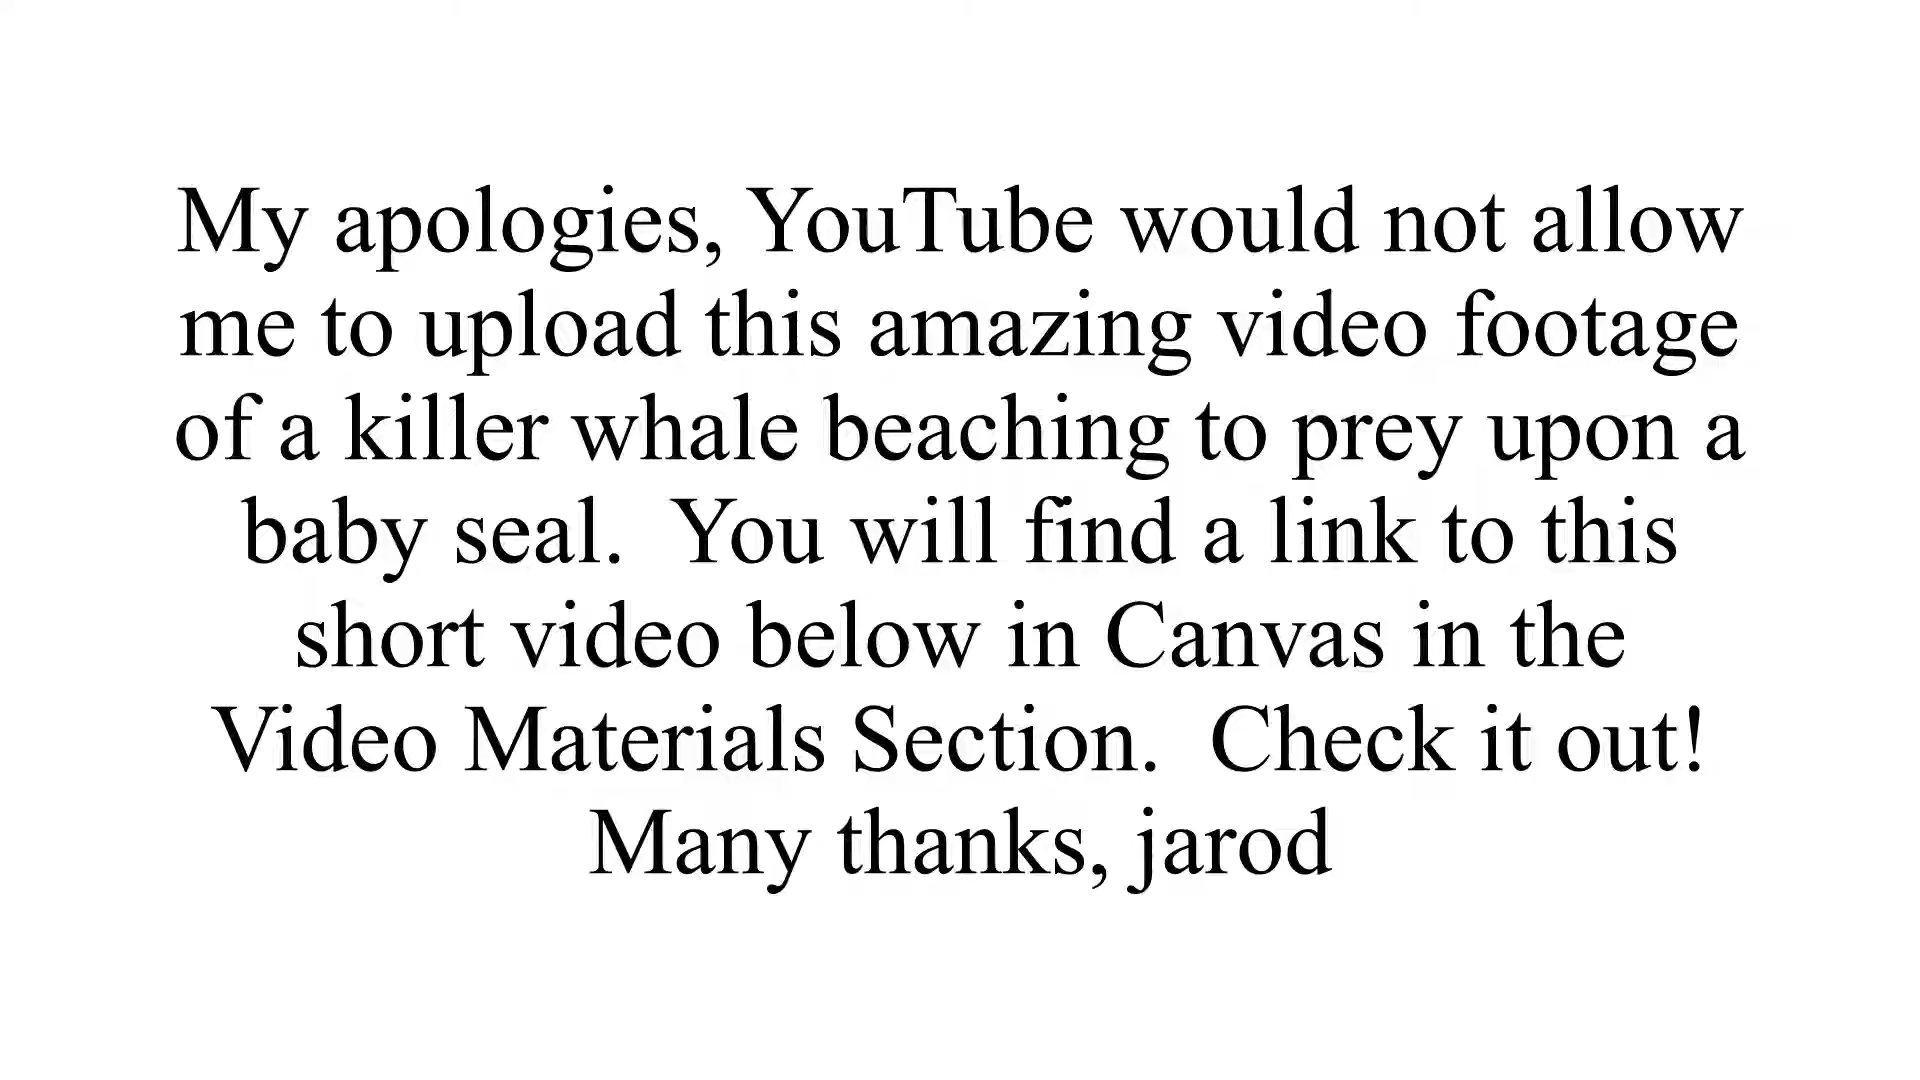 My apologies, YouTube would not allow
me to upload this amazing video footage
of a killer whale beaching to prey upon a
baby seal.  You will find a link to this
short video below in Canvas in the
Video Materials Section.  Check it out!
Many thanks, jarod